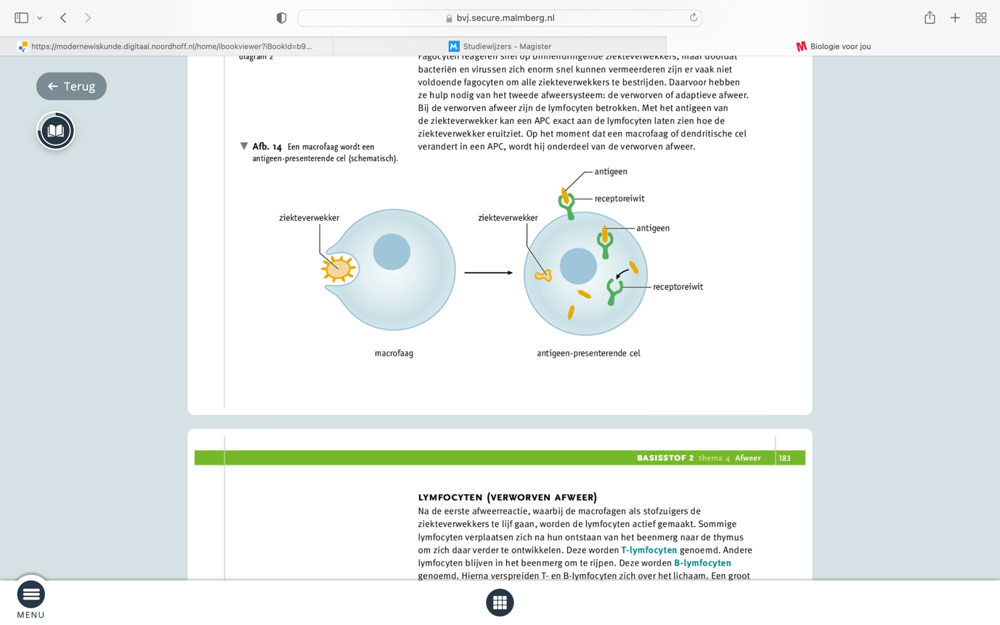 bvj.secure.malmberg.nl
https://modernewiskunde.digitaal.noordhoff.nl/home/ibookviewer?iBookId=b9...
Studiewijzers - Magister
Biologie voor jou
Terug
diagram 2
Fagocyten reageren snel op binnendringende ziekteverwekkers, maar doordat
bacteriën en virussen zich enorm snel kunnen vermeerderen zijn er vaak niet
voldoende fagocyten om alle ziekteverwekkers te bestrijden. Daarvoor hebben
ze hulp nodig van het tweede afweersysteem: de verworven of adaptieve afweer.
Bij de verworven afweer zijn de lymfocyten betrokken. Met het antigeen van
de ziekteverwekker kan een APC exact aan de lymfocyten laten zien hoe de
ziekteverwekker eruitziet. Op het moment dat een macrofaag of dendritische cel
verandert in een APC, wordt hij onderdeel van de verworven afweer.
▼ Afb. 14 Een macrofaag wordt een
antigeen-presenterende cel (schematisch).
antigeen
receptoreiwit
ziekteverwekker
ziekteverwekker
antigeen
receptoreiwit
macrofaag
antigeen-presenterende cel
BASISSTOF 2 thema 4 Afweer 183
LYMFOCYTEN (VERWORVEN AFWEER)
Na de eerste afweerreactie, waarbij de macrofagen als stofzuigers de
ziekteverwekkers te lijf gaan, worden de lymfocyten actief gemaakt. Sommige
lymfocyten verplaatsen zich na hun ontstaan van het beenmerg naar de thymus
om zich daar verder te ontwikkelen. Deze worden T-lymfocyten genoemd. Andere
lymfocyten blijven in het beenmerg om te rijpen. Deze worden B-lymfocyten
genoemd. Hierna verspreiden T- en B-lymfocyten zich over het lichaam. Een groot
MENU